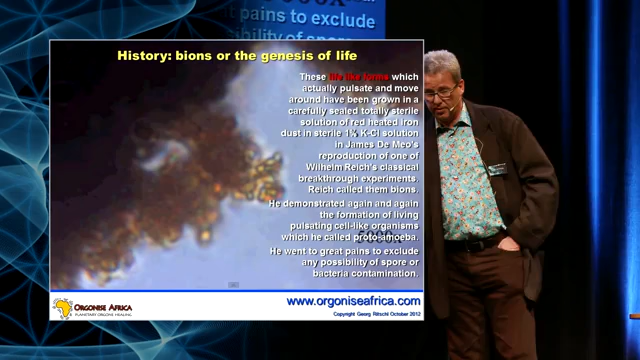 pains to exclude
bility of spore
History: bions or the genesis of life
These life like forms which
actually pulsate and move
around have been grown in a
carefully sealed totally sterile
solution of red heated iron
dust in sterile 1% K-Cl solution
in James De Meo's
reproduction of one of
Wilhelm Reich's classical
breakthrough experiments.
Reich called them bions.
He demonstrated again and again
the formation of living
pulsating cell-like organisms
which he called proto-amoeba.
He went to great pains to exclude
any possibility of spore or
bacteria contamination.
ORGONISE AFRICA
PLANETARY ORGONE HEALING
www.orgoniseafrica.com
Copyright Georg Ritschl October 2012